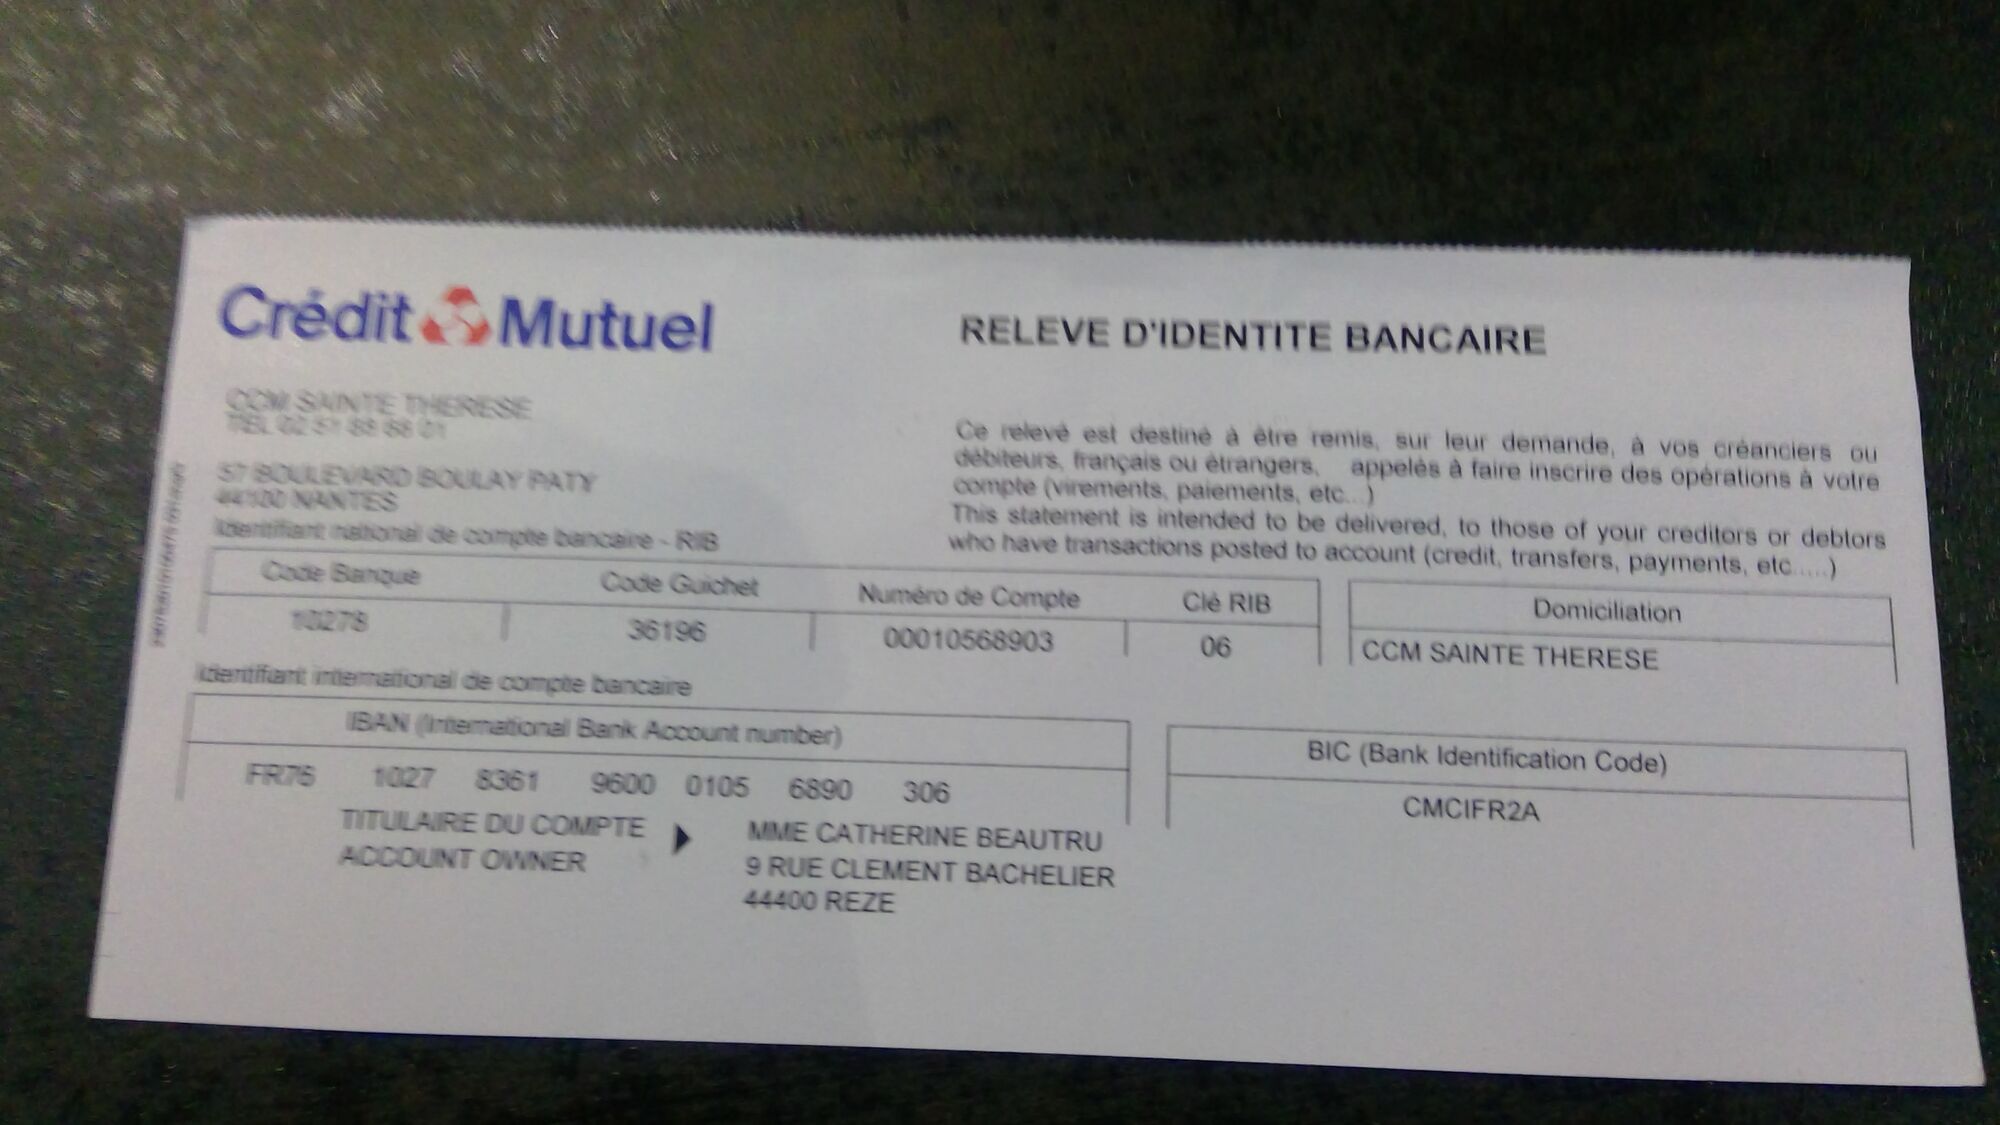 Crédit Mutuel
RELEVE D'IDENTITE BANCAIRE
CCM SAINTE THERESE
TEL 02 51
57 BOULEVARD BOULAY PATY
44100 NANTES
Ce relevé est destiné à être remis, sur leur demande, à vos créanciers ou
débiteurs, français ou étrangers, appelés à faire inscrire des opérations à votre
compte (virements, paiements, etc...)
This statement is intended to be delivered, to those of your creditors or debtors
who have transactions posted to account (credit, transfers, payments, etc.....)
Identifiant national de compte bancaire - RIB
Code Banque Code Guichet Numéro de Compte Clé RIB Domiciliation
10278 36196 00010568903 06 CCM SAINTE THERESE
Identifiant international de compte bancaire
IBAN (International Bank Account number) BIC (Bank Identification Code)
FR76 1027 8361 9600 0105 6890 306 CMCIFR2A
TITULAIRE DU COMPTE MME CATHERINE BEAUTRU
ACCOUNT OWNER 9 RUE CLEMENT BACHELIER
44400 REZE